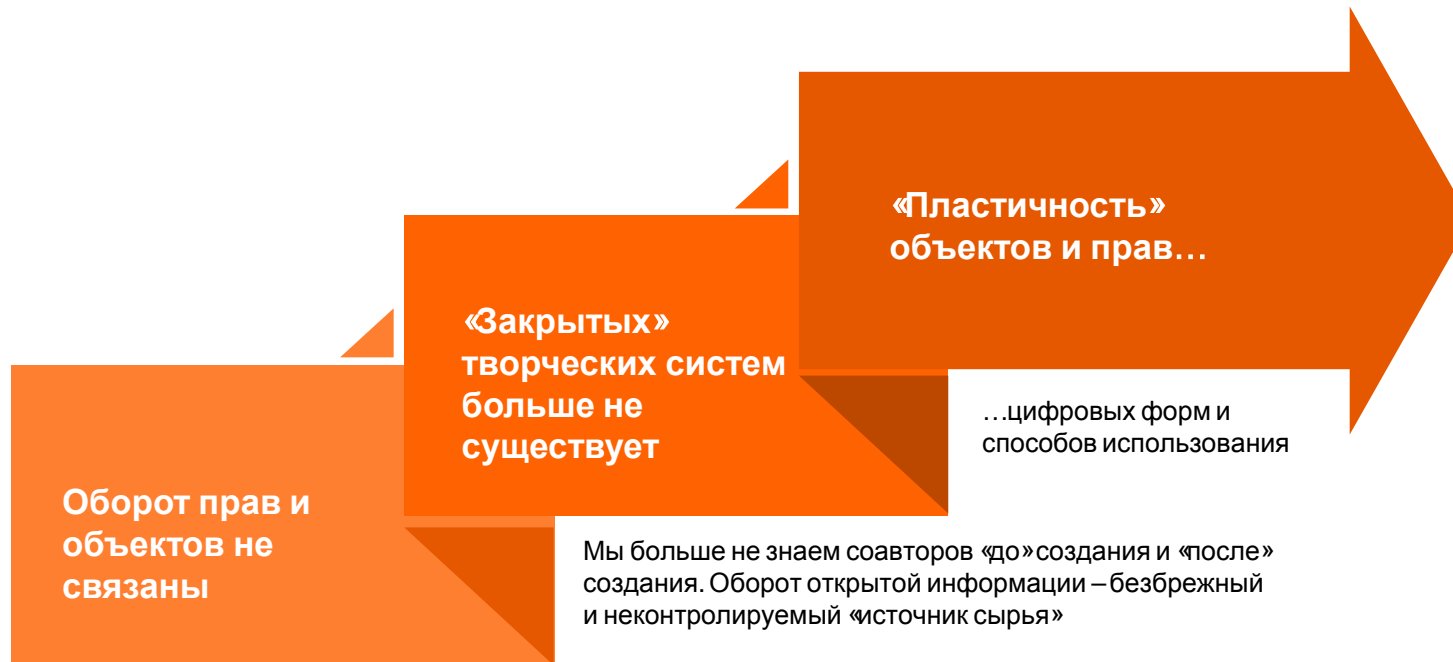 «Пластичность»
объектов и прав…
«Закрытых»
творческих систем
больше не
существует
…цифровых форм и
способов использования
Оборот прав и
объектов не
связаны
Мы больше не знаем соавторов «до» создания и «после»
создания. Оборот открытой информации – безбрежный
и неконтролируемый «источник сырья»